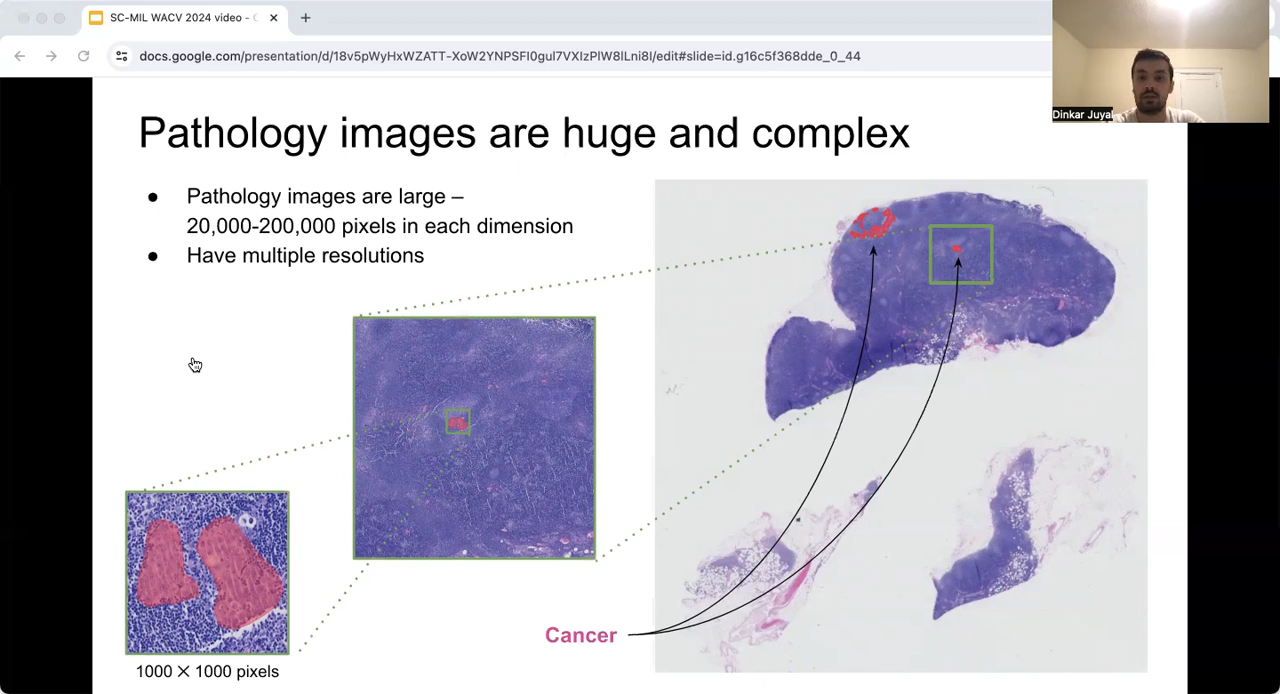 SC-MIL WACV 2024 video -
docs.google.com/presentation/d/18v5pWyHxWZATT-XoW2YNPSFI0gul7VXIzPlW8lLni8I/edit#slide=id.g16c5f368dde_0_44
Dinkar Juyal
Pathology images are huge and complex
● Pathology images are large –
20,000-200,000 pixels in each dimension
● Have multiple resolutions
Cancer
1000 × 1000 pixels